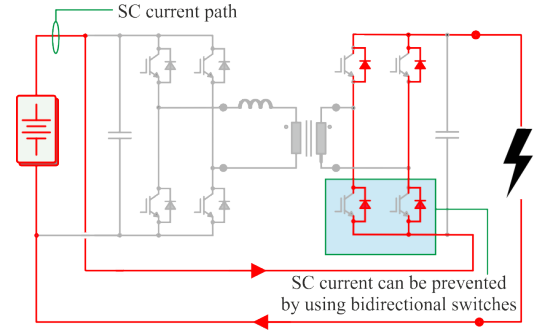 SC current path
SC current can be prevented
by using bidirectional switches